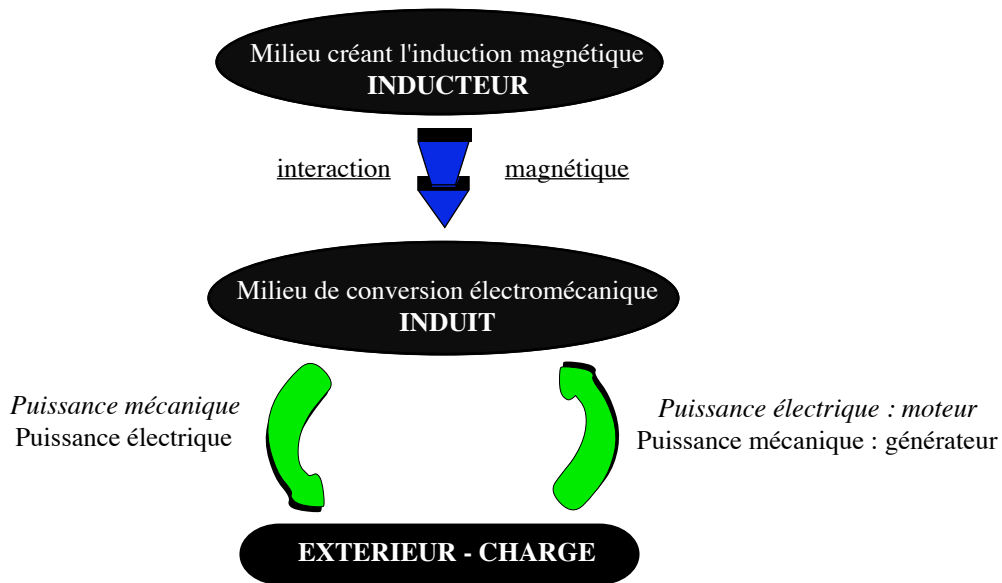 Milieu créant l'induction magnétique
INDUCTEUR
interaction magnétique
Milieu de conversion électromécanique
INDUIT
Puissance mécanique
Puissance électrique
Puissance électrique : moteur
Puissance mécanique : générateur
EXTERIEUR - CHARGE